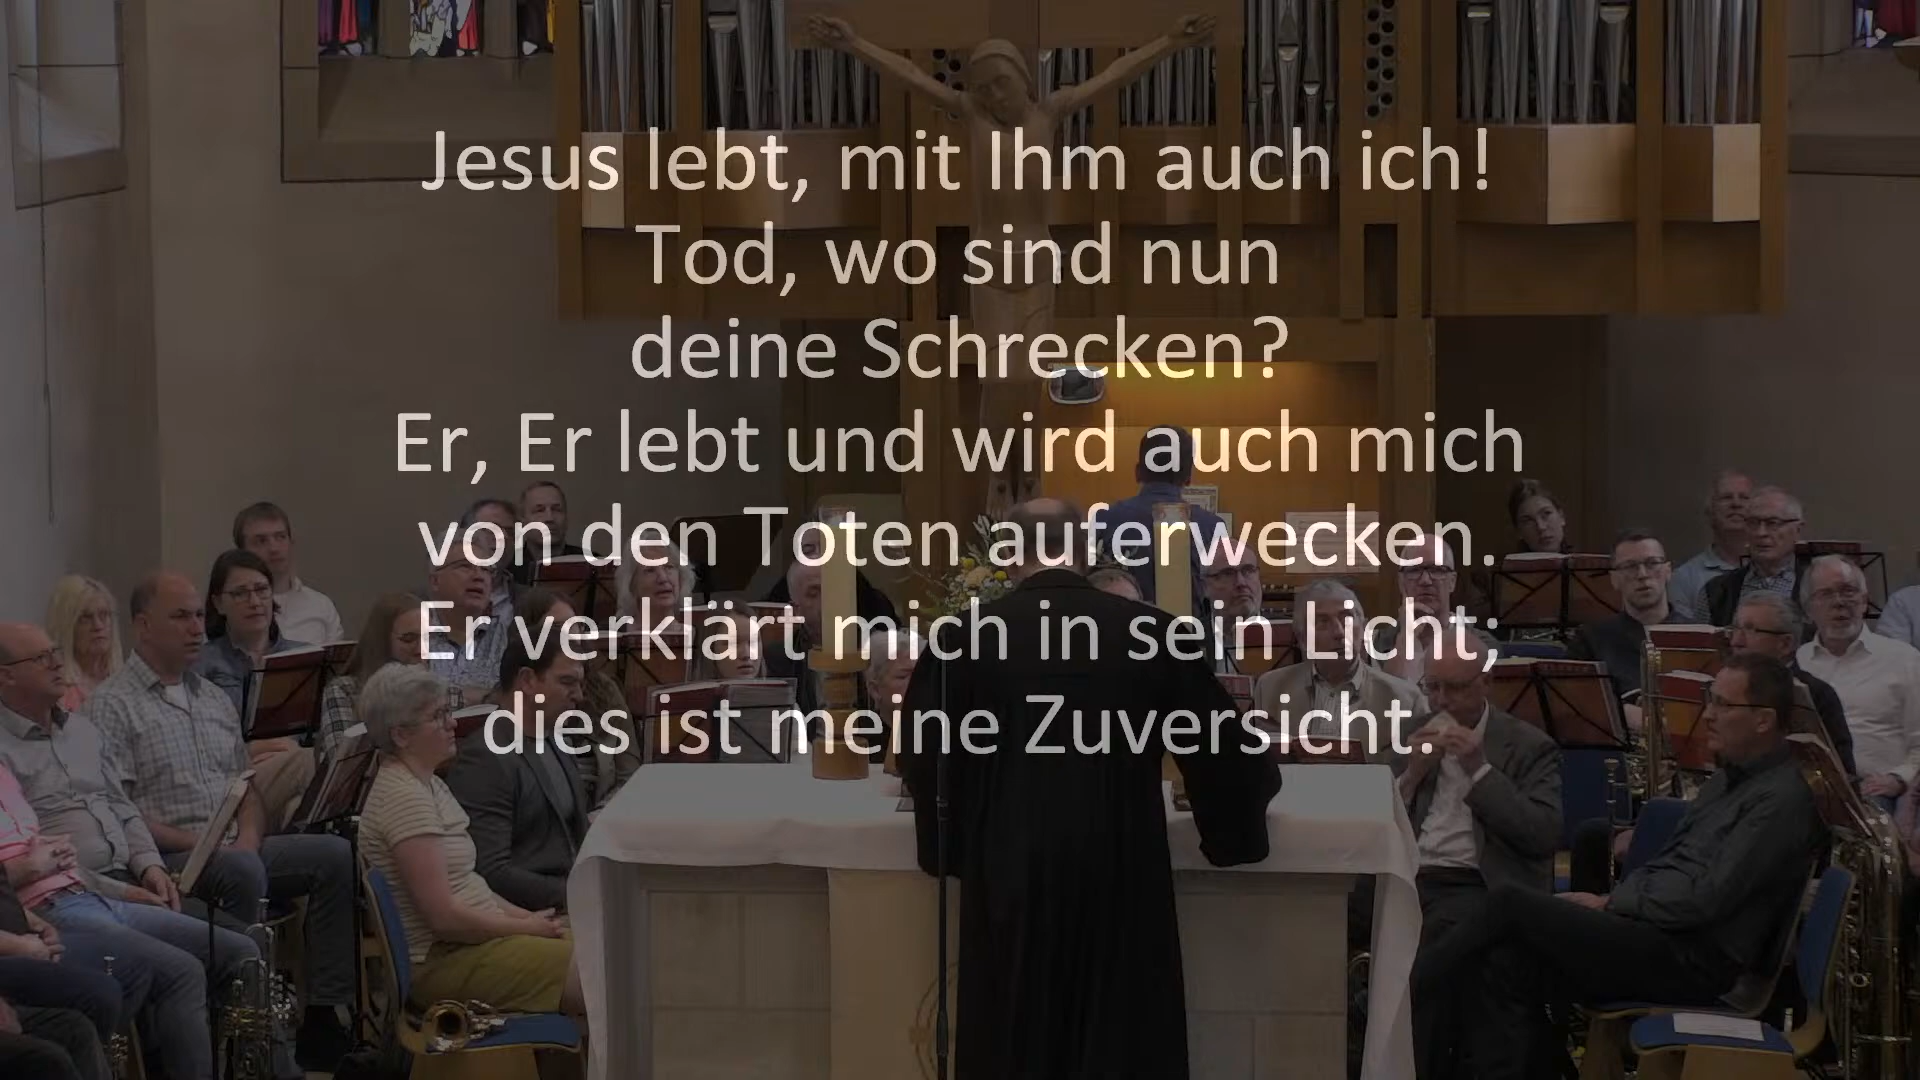 Jesus lebt, mit Ihm auch ich!
Tod, wo sind nun
deine Schrecken?
Er, Er lebt und wird auch mich
von den Toten auferwecken.
Er verklärt mich in sein Licht;
dies ist meine Zuversicht.